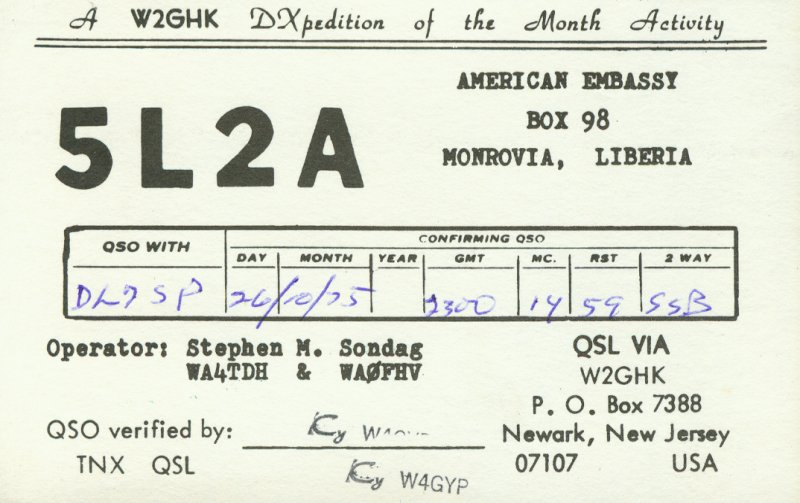 A W2GHK DXpedition of the Month Activity
AMERICAN EMBASSY
BOX 98
MONROVIA, LIBERIA
5L2A
QSO WITH
CONFIRMING QSO
DAY MONTH YEAR GMT MC. RST 2 WAY
DL7SP 26/10/75 2300 14 59 SSB
Operator: Stephen M. Sondag
WA4TDH & WAØFHV
QSL VIA
W2GHK
P. O. Box 7388
Newark, New Jersey
07107 USA
QSO verified by:
TNX QSL
W4GYP